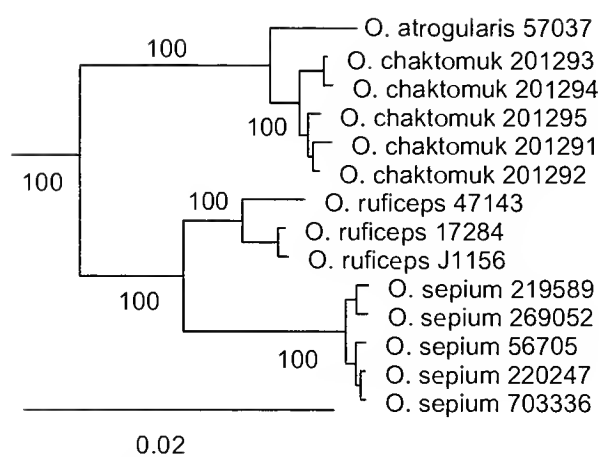 O. atrogularis 57037
100
O. chaktomuk 201293
O. chaktomuk 201294
O. chaktomuk 201295
100
O. chaktomuk 201291
O. chaktomuk 201292
100
100
O. ruficeps 47143
O. ruficeps 17284
O. ruficeps J1156
O. sepium 219589
100
O. sepium 269052
O. sepium 56705
100
O. sepium 220247
O. sepium 703336
0.02